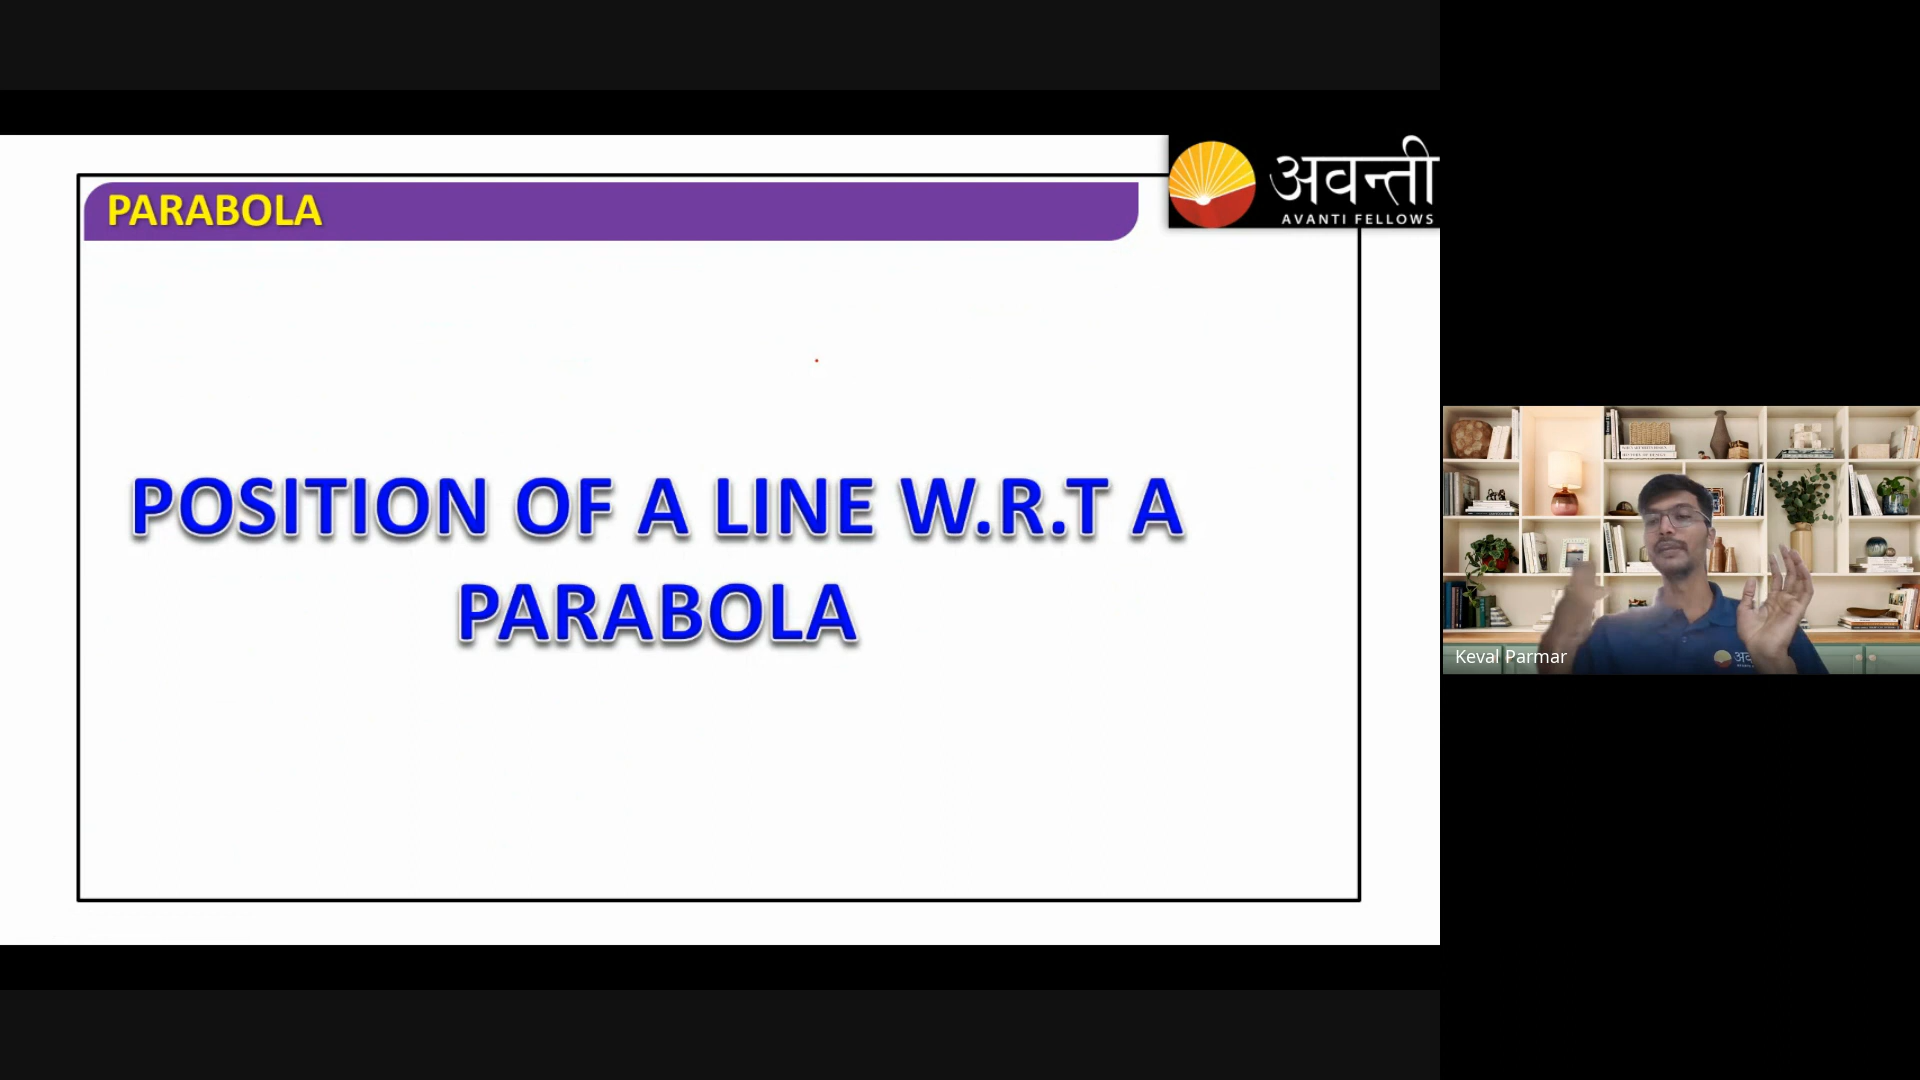 अवन्ती
AVANTI FELLOWS
PARABOLA
POSITION OF A LINE W.R.T A
PARABOLA
Keval Parmar